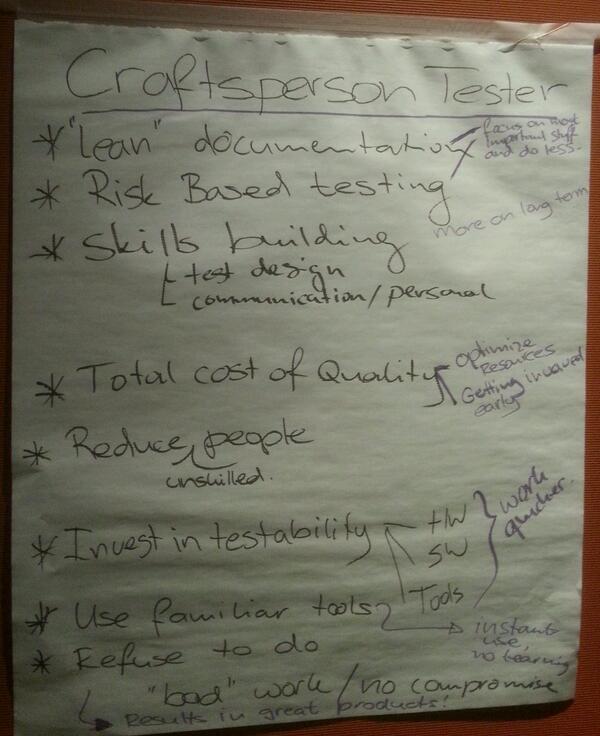 Craftsperson Tester
* "lean" documentation
Focus on most
important stuff
and do less.
* Risk Based testing
more on long term
* Skills building
test design
communication/personal
* Total cost of Quality
optimize
Resources
Getting involved
early
* Reduce people
unskilled.
* Invest in testability
HW
SW
Tools
work
quicker.
* Use familiar tools
instant
use,
no learning
* Refuse to do
"bad" work/no compromise
Results in great products!